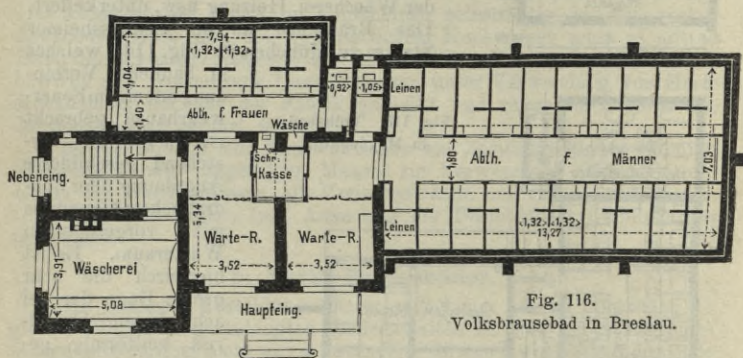 7,94
1,32 1,32
4,04
1,40
Abth. f. Frauen
0,92
1,05
Leinen
Wäsche
Schr.
Kasse
Nebeneing.
1,80
Abth. f. Männer
7,03
5,34
Warte-R.
3,52
Warte-R.
3,52
Leinen
1,32 1,32
13,27
3,91
Wäscherei
5,08
Haupteing.
Fig. 116.
Volksbrausebad in Breslau.